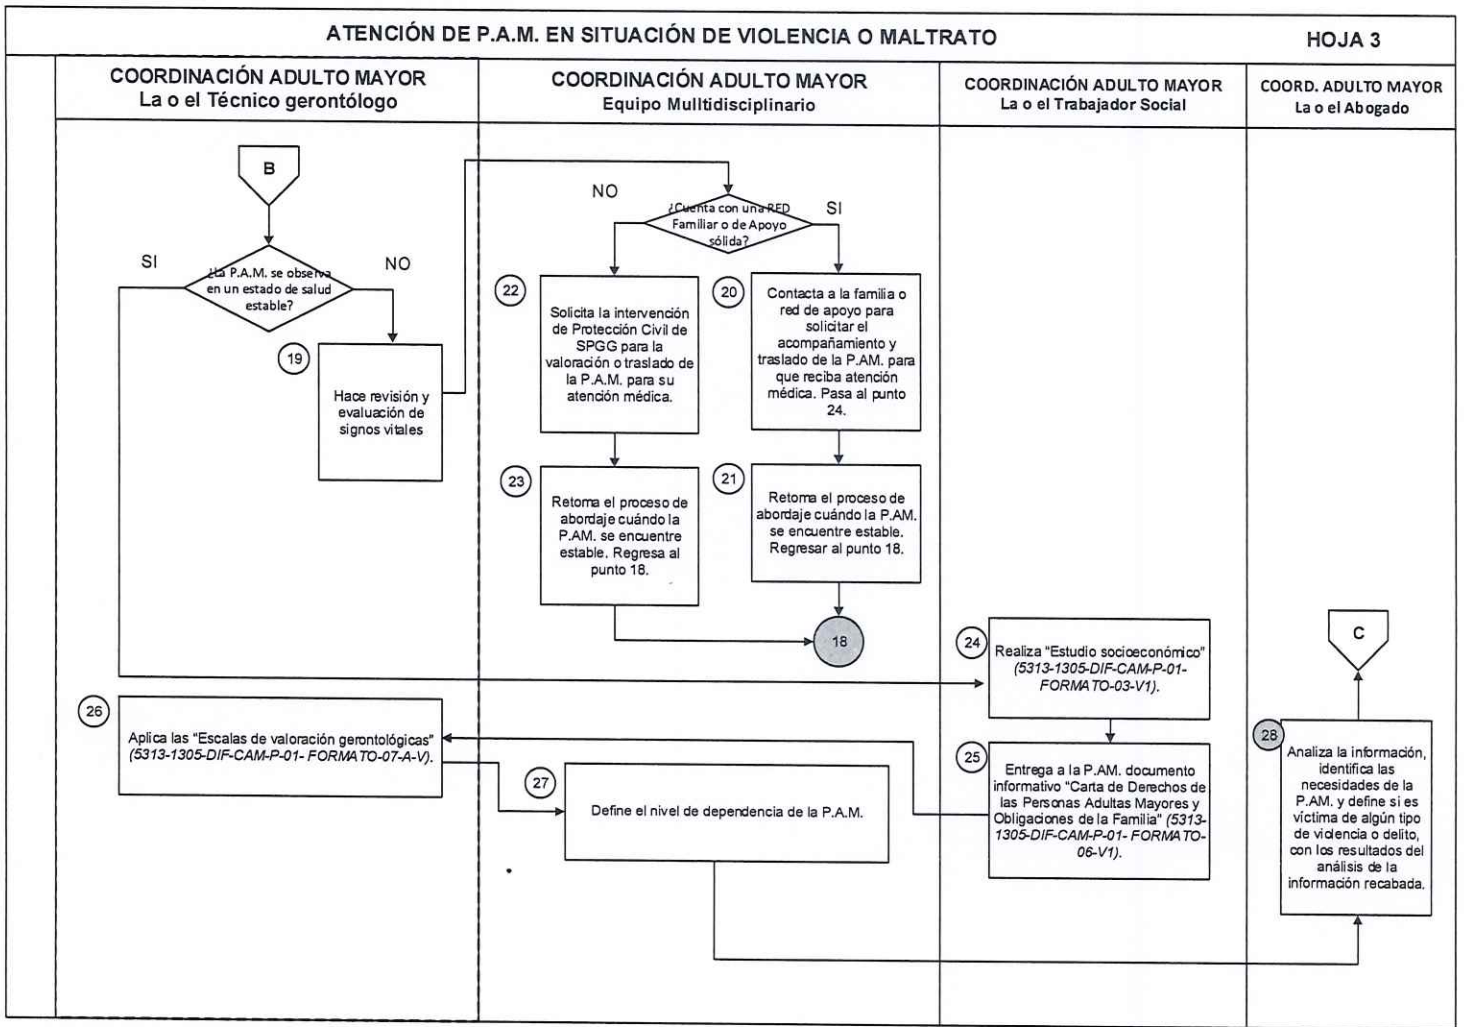 ATENCIÓN DE P.A.M. EN SITUACIÓN DE VIOLENCIA O MALTRATO
HOJA 3
COORDINACIÓN ADULTO MAYOR
La o el Técnico gerontólogo
COORDINACIÓN ADULTO MAYOR
Equipo Mulltidisciplinario
COORDINACIÓN ADULTO MAYOR
La o el Trabajador Social
COORD. ADULTO MAYOR
La o el Abogado
B
SI
¿La P.A.M. se observa
en un estado de salud
estable?
NO
19
Hace revisión y
evaluación de
signos vitales
NO
¿Cuenta con una RED
Familiar o de Apoyo
sólida?
SI
22
Solicita la intervención
de Protección Civil de
SPGG para la
valoración o traslado de
la P.A.M. para su
atención médica.
20
Contacta a la familia o
red de apoyo para
solicitar el
acompañamiento y
traslado de la P.AM. para
que reciba atención
médica. Pasa al punto
24.
23
Retoma el proceso de
abordaje cuándo la
P.AM. se encuentre
estable. Regresa al
punto 18.
21
Retoma el proceso de
abordaje cuándo la P.AM.
se encuentre estable.
Regresar al punto 18.
18
24
Realiza "Estudio socioeconómico"
(5313-1305-DIF-CAM-P-01-
FORMATO-03-V1).
C
26
Aplica las "Escalas de valoración gerontológicas"
(5313-1305-DIF-CAM-P-01- FORMATO-07-A-V).
27
Define el nivel de dependencia de la P.A.M.
25
Entrega a la P.AM. documento
informativo "Carta de Derechos de
las Personas Adultas Mayores y
Obligaciones de la Familia" (5313-
1305-DIF-CAM-P-01- FORMATO-
06-V1).
28
Analiza la información,
identifica las
necesidades de la
P.AM. y define si es
víctima de algún tipo
de violencia o delito,
con los resultados del
análisis de la
información recabada.